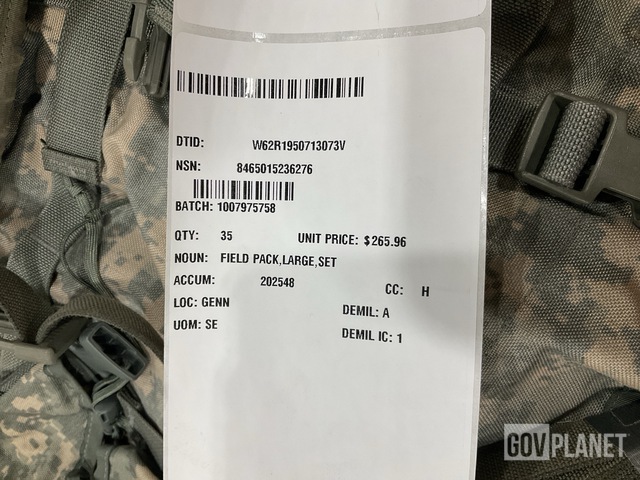 DTID: W62R1950713073V
NSN: 8465015236276
BATCH: 1007975758
QTY: 35 UNIT PRICE: $265.96
NOUN: FIELD PACK,LARGE,SET
ACCUM: 202548 CC: H
LOC: GENN DEMIL: A
UOM: SE DEMIL IC: 1
GOVPLANET